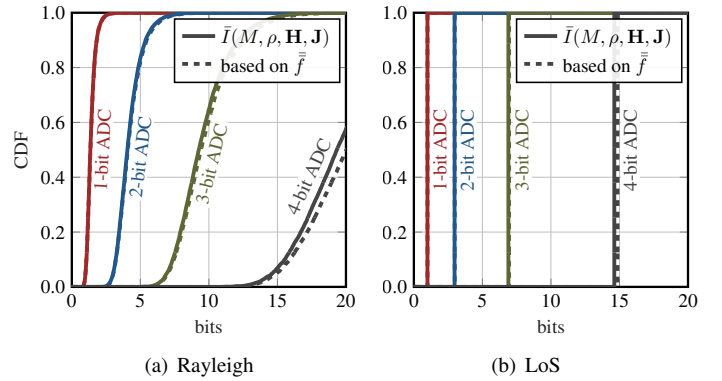 1.0
0.8
0.6
0.4
0.2
0.0
CDF
0
5
10
15
20
bits
Ī(M, ρ, H, J)
based on f̿
1-bit ADC
2-bit ADC
3-bit ADC
4-bit ADC
(a) Rayleigh
1.0
0.8
0.6
0.4
0.2
0.0
0
5
10
15
20
bits
Ī(M, ρ, H, J)
based on f̿
1-bit ADC
2-bit ADC
3-bit ADC
4-bit ADC
(b) LoS